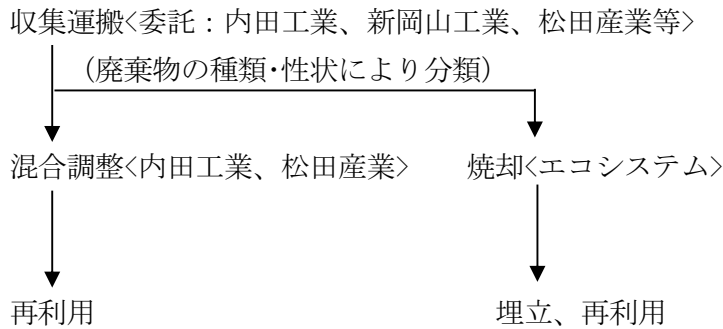 収集運搬<委託：内田工業、新岡山工業、松田産業等>
（廃棄物の種類･性状により分類）
混合調整<内田工業、松田産業>　焼却<エコシステム>
再利用　埋立、再利用